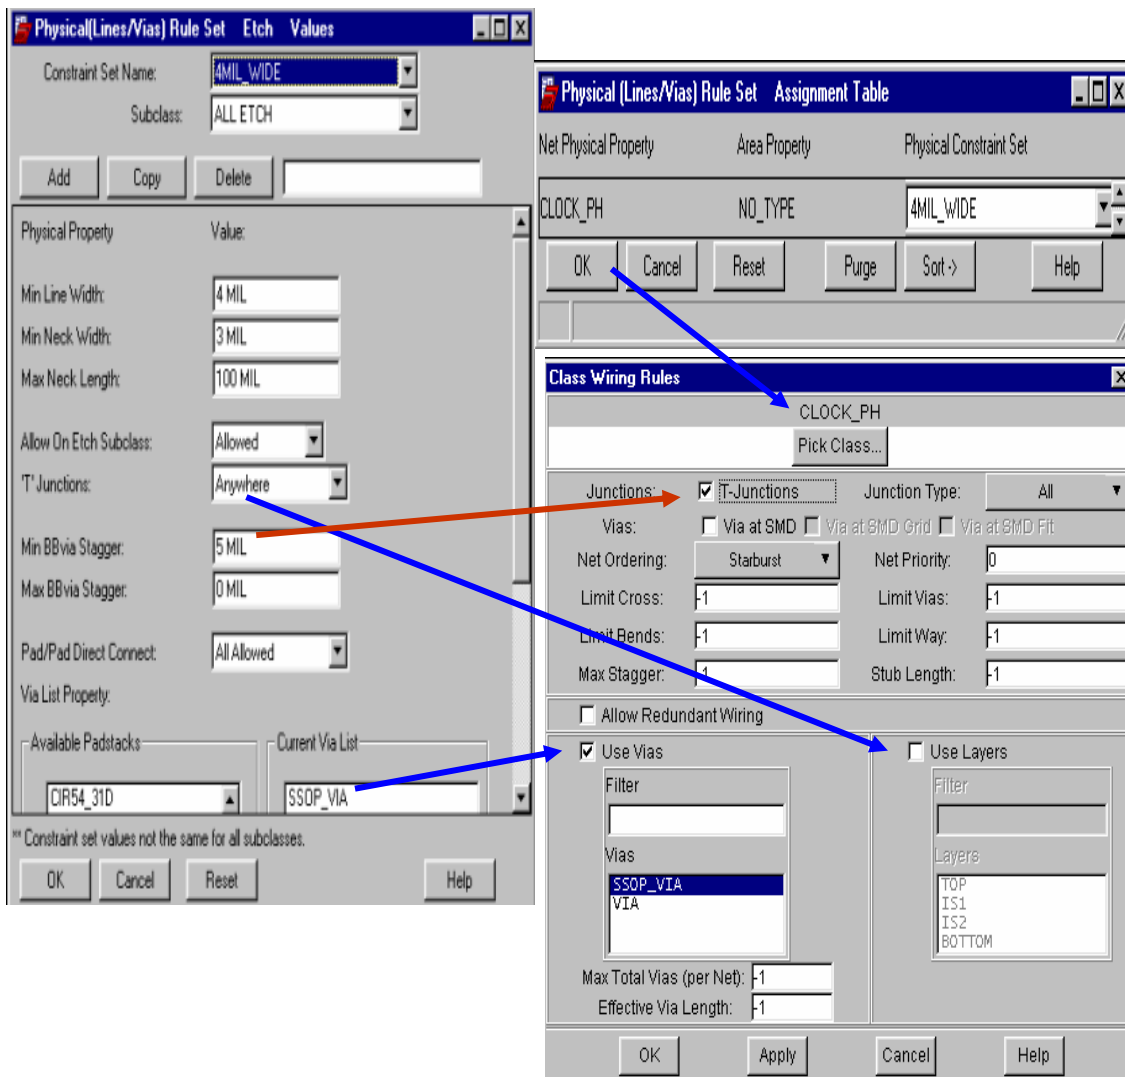 Physical(Lines/Vias) Rule Set Etch Values
Constraint Set Name: 4MIL_WIDE
Subclass: ALL ETCH
Add Copy Delete
Physical Property Value:
Min Line Width: 4 MIL
Min Neck Width: 3 MIL
Max Neck Length: 100 MIL
Allow On Etch Subclass: Allowed
'T' Junctions: Anywhere
Min BBvia Stagger: 5 MIL
Max BBvia Stagger: 0 MIL
Pad/Pad Direct Connect: All Allowed
Via List Property:
Available Padstacks Current Via List
CIR54_31D SSOP_VIA
** Constraint set values not the same for all subclasses.
OK Cancel Reset Help
Physical (Lines/Vias) Rule Set Assignment Table
Net Physical Property Area Property Physical Constraint Set
CLOCK_PH NO_TYPE 4MIL_WIDE
OK Cancel Reset Purge Sort -> Help
Class Wiring Rules
CLOCK_PH
Pick Class...
Junctions: T-Junctions Junction Type: All
Vias: Via at SMD Via at SMD Grid Via at SMD Fit
Net Ordering: Starburst Net Priority: 0
Limit Cross: -1 Limit Vias: -1
Limit Bends: -1 Limit Way: -1
Max Stagger: -1 Stub Length: -1
Allow Redundant Wiring
Use Vias Use Layers
Filter Filter
Vias Layers
SSOP_VIA TOP
VIA IS1
IS2
BOTTOM
Max Total Vias (per Net): -1
Effective Via Length: -1
OK Apply Cancel Help